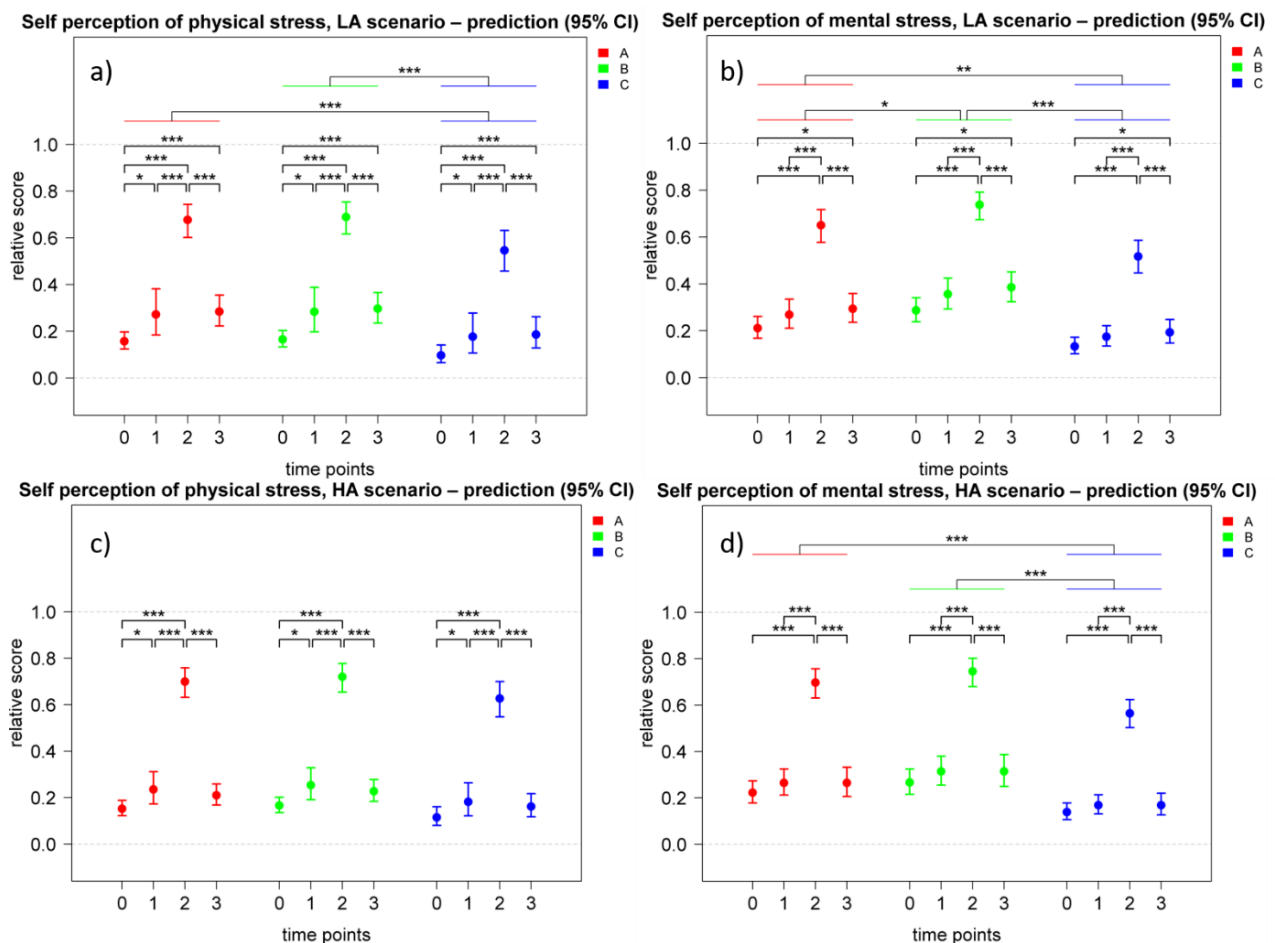 Self perception of physical stress, LA scenario – prediction (95% CI)
a)
A
B
C
***
***
*** *** ***
*** *** ***
* *** *** * *** *** * *** ***
relative score
1.0
0.8
0.6
0.4
0.2
0.0
0 1 2 3 0 1 2 3 0 1 2 3
time points
Self perception of mental stress, LA scenario – prediction (95% CI)
b)
A
B
C
**
* ***
* * *
*** *** ***
*** *** *** *** *** ***
relative score
1.0
0.8
0.6
0.4
0.2
0.0
0 1 2 3 0 1 2 3 0 1 2 3
time points
Self perception of physical stress, HA scenario – prediction (95% CI)
c)
A
B
C
*** *** ***
* *** *** * *** *** * *** ***
relative score
1.0
0.8
0.6
0.4
0.2
0.0
0 1 2 3 0 1 2 3 0 1 2 3
time points
Self perception of mental stress, HA scenario – prediction (95% CI)
d)
A
B
C
***
***
*** *** ***
*** *** *** *** *** ***
relative score
1.0
0.8
0.6
0.4
0.2
0.0
0 1 2 3 0 1 2 3 0 1 2 3
time points